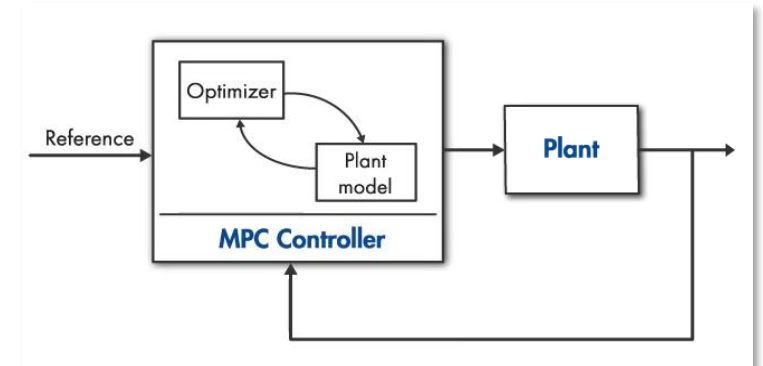 Optimizer
Reference
Plant
model
Plant
MPC Controller